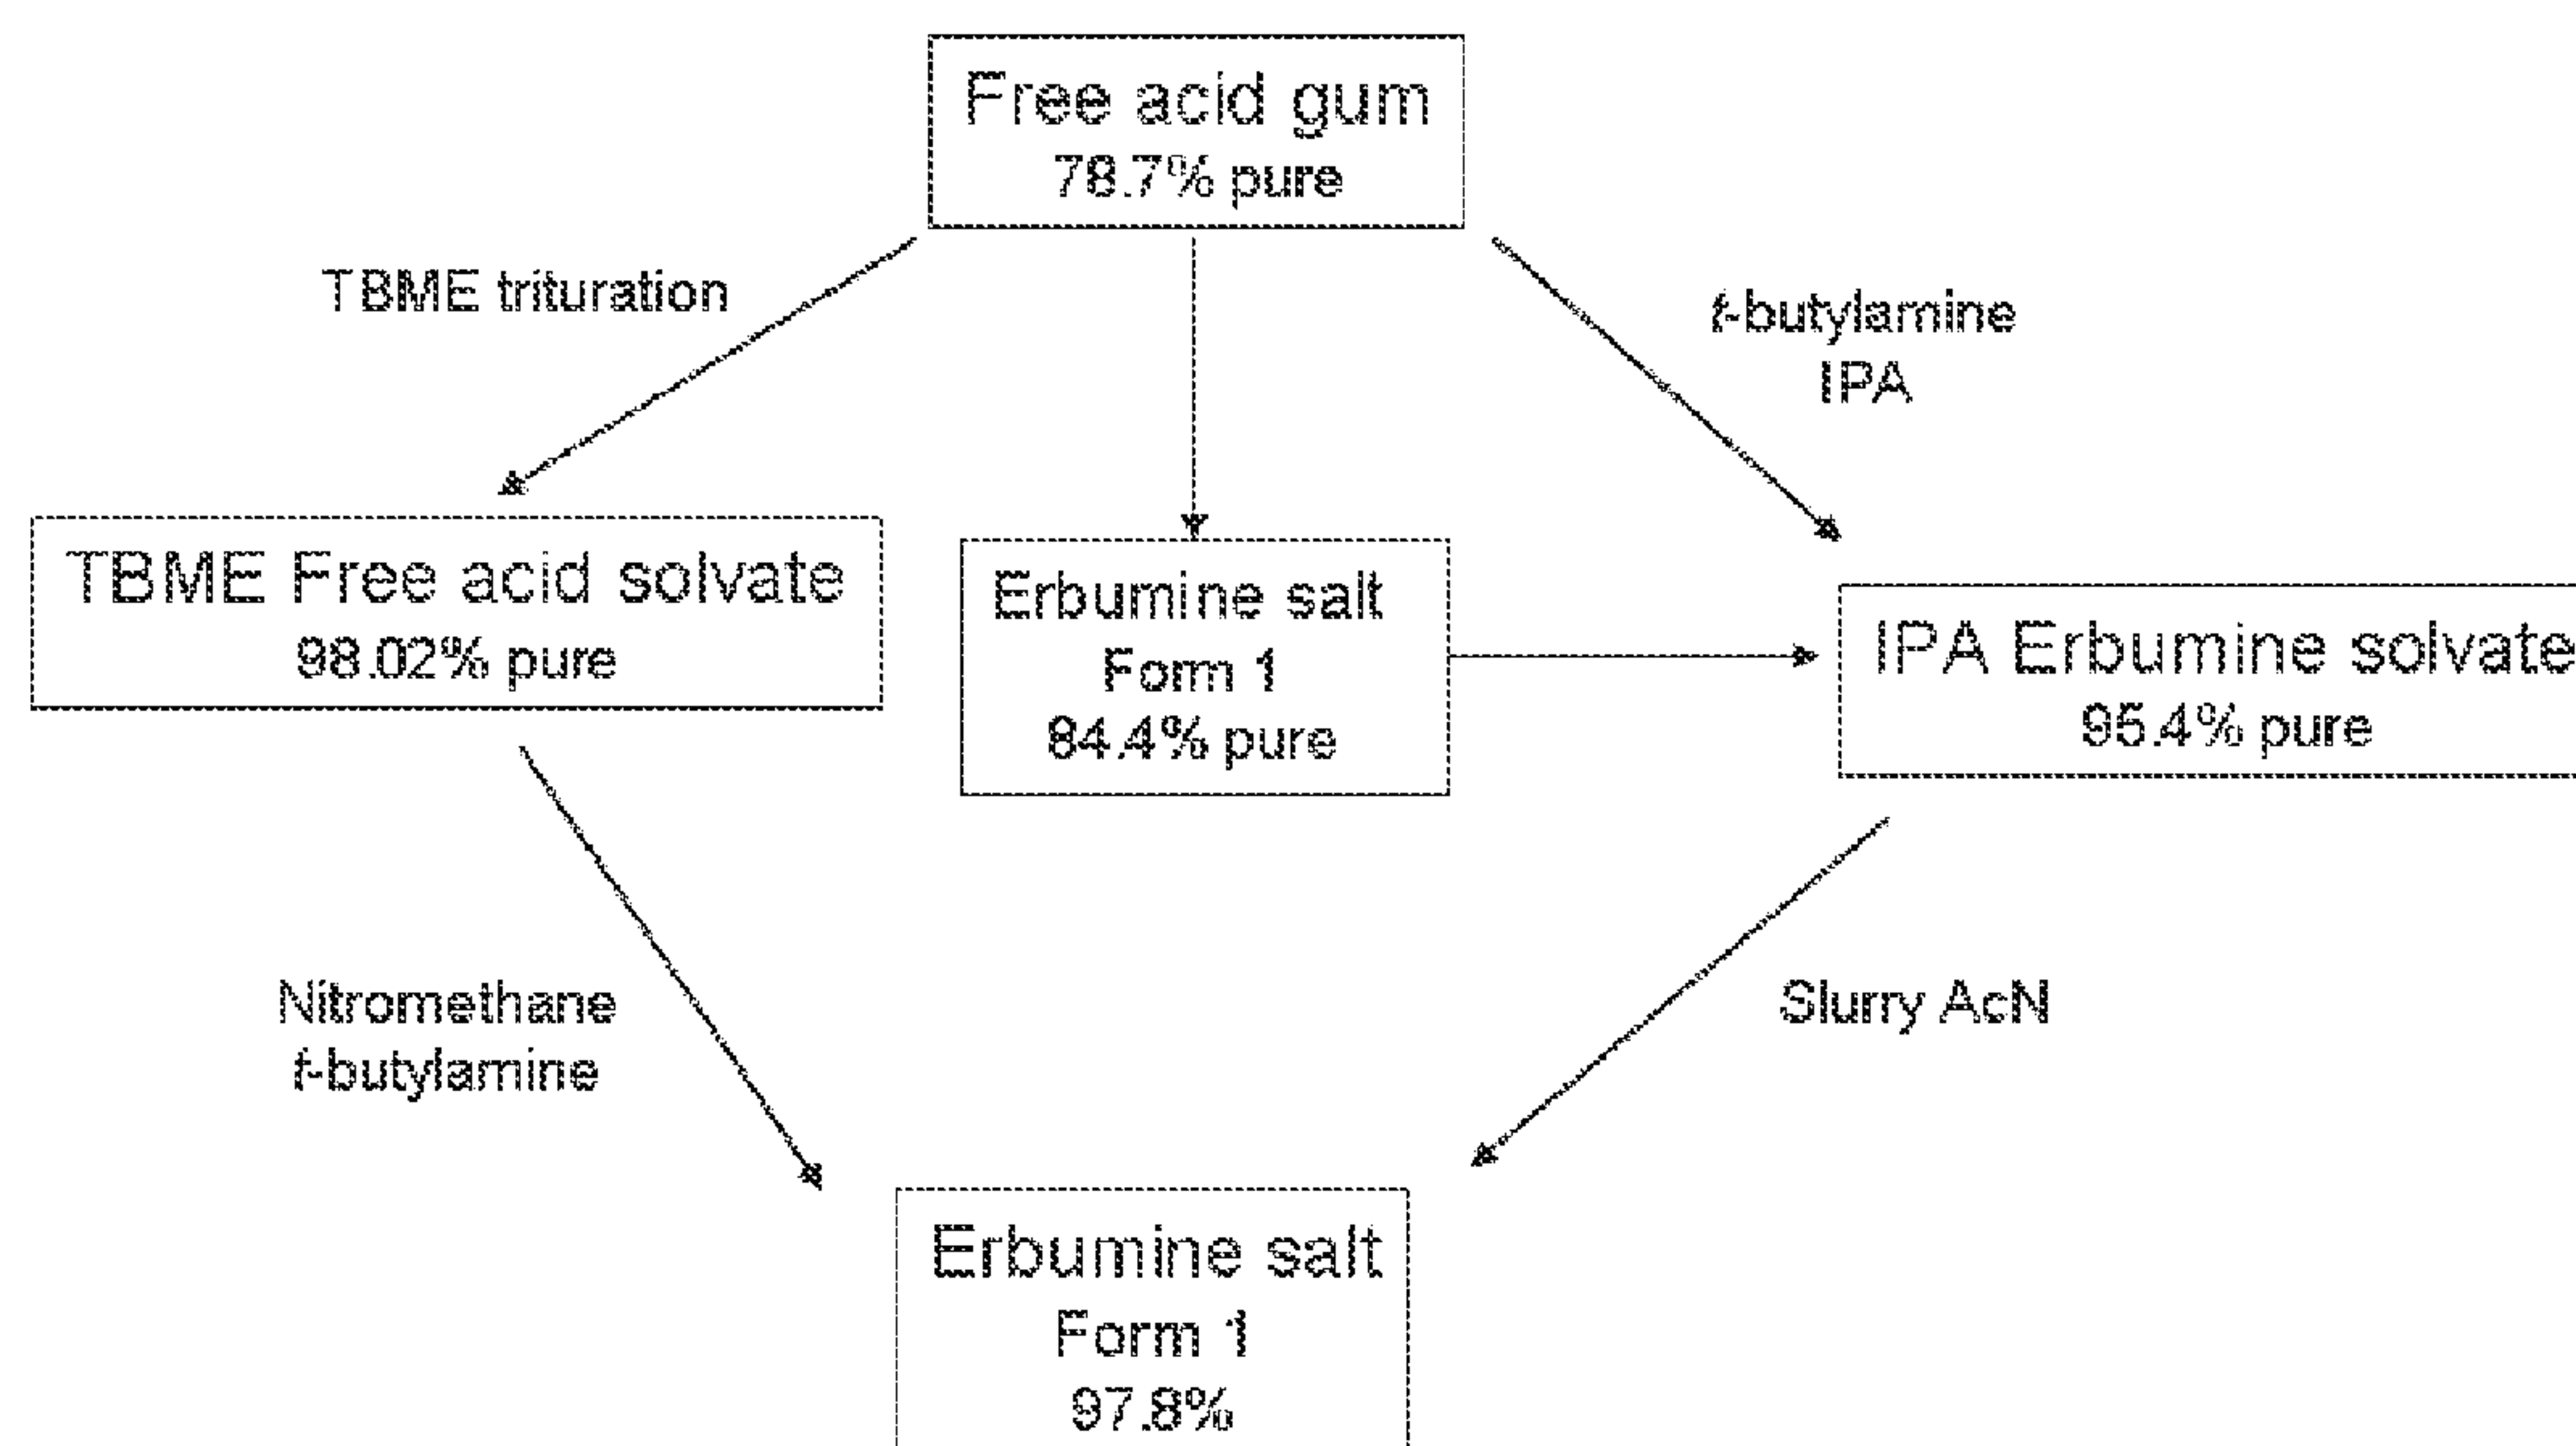 Free acid gum
78.7% pure
TBME trituration
t-butylamine
IPA
TBME Free acid solvate
98.02% pure
Erbumine salt
Form 1
84.4% pure
IPA Erbumine solvate
95.4% pure
Nitromethane
t-butylamine
Slurry AcN
Erbumine salt
Form 1
97.8%